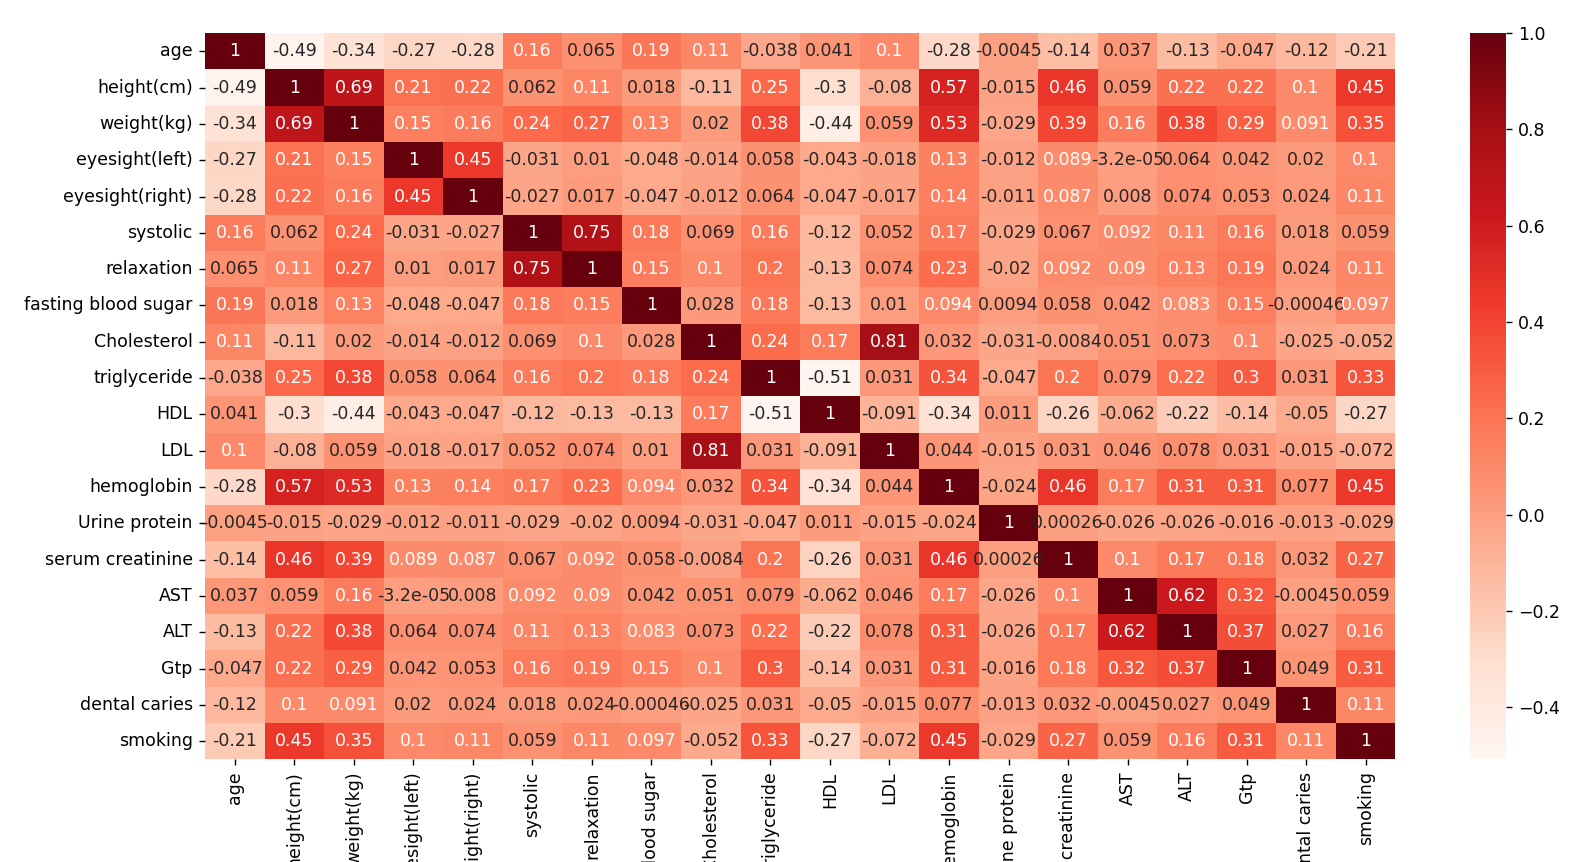 age 1 -0.49 -0.34 -0.27 -0.28 0.16 0.065 0.19 0.11 -0.038 0.041 0.1 -0.28 -0.0045 -0.14 0.037 -0.13 -0.047 -0.12 -0.21
height(cm) -0.49 1 0.69 0.21 0.22 0.062 0.11 0.018 -0.11 0.25 -0.3 -0.08 0.57 -0.015 0.46 0.059 0.22 0.22 0.1 0.45
weight(kg) -0.34 0.69 1 0.15 0.16 0.24 0.27 0.13 0.02 0.38 -0.44 0.059 0.53 -0.029 0.39 0.16 0.38 0.29 0.091 0.35
eyesight(left) -0.27 0.21 0.15 1 0.45 -0.031 0.01 -0.048 -0.014 0.058 -0.043 -0.018 0.13 -0.012 0.089 -3.2e-05 0.064 0.042 0.02 0.1
eyesight(right) -0.28 0.22 0.16 0.45 1 -0.027 0.017 -0.047 -0.012 0.064 -0.047 -0.017 0.14 -0.011 0.087 0.008 0.074 0.053 0.024 0.11
systolic 0.16 0.062 0.24 -0.031 -0.027 1 0.75 0.18 0.069 0.16 -0.12 0.052 0.17 -0.029 0.067 0.092 0.11 0.16 0.018 0.059
relaxation 0.065 0.11 0.27 0.01 0.017 0.75 1 0.15 0.1 0.2 -0.13 0.074 0.23 -0.02 0.092 0.09 0.13 0.19 0.024 0.11
fasting blood sugar 0.19 0.018 0.13 -0.048 -0.047 0.18 0.15 1 0.028 0.18 -0.13 0.01 0.094 0.0094 0.058 0.042 0.083 0.15 -0.00046 0.097
Cholesterol 0.11 -0.11 0.02 -0.014 -0.012 0.069 0.1 0.028 1 0.24 0.17 0.81 0.032 -0.031 -0.0084 0.051 0.073 0.1 -0.025 -0.052
triglyceride -0.038 0.25 0.38 0.058 0.064 0.16 0.2 0.18 0.24 1 -0.51 0.031 0.34 -0.047 0.2 0.079 0.22 0.3 0.031 0.33
HDL 0.041 -0.3 -0.44 -0.043 -0.047 -0.12 -0.13 -0.13 0.17 -0.51 1 -0.091 -0.34 0.011 -0.26 -0.062 -0.22 -0.14 -0.05 -0.27
LDL 0.1 -0.08 0.059 -0.018 -0.017 0.052 0.074 0.01 0.81 0.031 -0.091 1 0.044 -0.015 0.031 0.046 0.078 0.031 -0.015 -0.072
hemoglobin -0.28 0.57 0.53 0.13 0.14 0.17 0.23 0.094 0.032 0.34 -0.34 0.044 1 -0.024 0.46 0.17 0.31 0.31 0.077 0.45
Urine protein -0.0045 -0.015 -0.029 -0.012 -0.011 -0.029 -0.02 0.0094 -0.031 -0.047 0.011 -0.015 -0.024 1 0.00026 -0.026 -0.026 -0.016 -0.013 -0.029
serum creatinine -0.14 0.46 0.39 0.089 0.087 0.067 0.092 0.058 -0.0084 0.2 -0.26 0.031 0.46 0.00026 1 0.1 0.17 0.18 0.032 0.27
AST 0.037 0.059 0.16 -3.2e-05 0.008 0.092 0.09 0.042 0.051 0.079 -0.062 0.046 0.17 -0.026 0.1 1 0.62 0.32 -0.0045 0.059
ALT -0.13 0.22 0.38 0.064 0.074 0.11 0.13 0.083 0.073 0.22 -0.22 0.078 0.31 -0.026 0.17 0.62 1 0.37 0.027 0.16
Gtp -0.047 0.22 0.29 0.042 0.053 0.16 0.19 0.15 0.1 0.3 -0.14 0.031 0.31 -0.016 0.18 0.32 0.37 1 0.049 0.31
dental caries -0.12 0.1 0.091 0.02 0.024 0.018 0.024 -0.00046 -0.025 0.031 -0.05 -0.015 0.077 -0.013 0.032 -0.0045 0.027 0.049 1 0.11
smoking -0.21 0.45 0.35 0.1 0.11 0.059 0.11 0.097 -0.052 0.33 -0.27 -0.072 0.45 -0.029 0.27 0.059 0.16 0.31 0.11 1
age
height(cm)
weight(kg)
esight(left)
ight(right)
systolic
relaxation
lood sugar
cholesterol
riglyceride
HDL
LDL
emoglobin
ne protein
creatinine
AST
ALT
Gtp
ntal caries
smoking
1.0
0.8
0.6
0.4
0.2
0.0
−0.2
−0.4